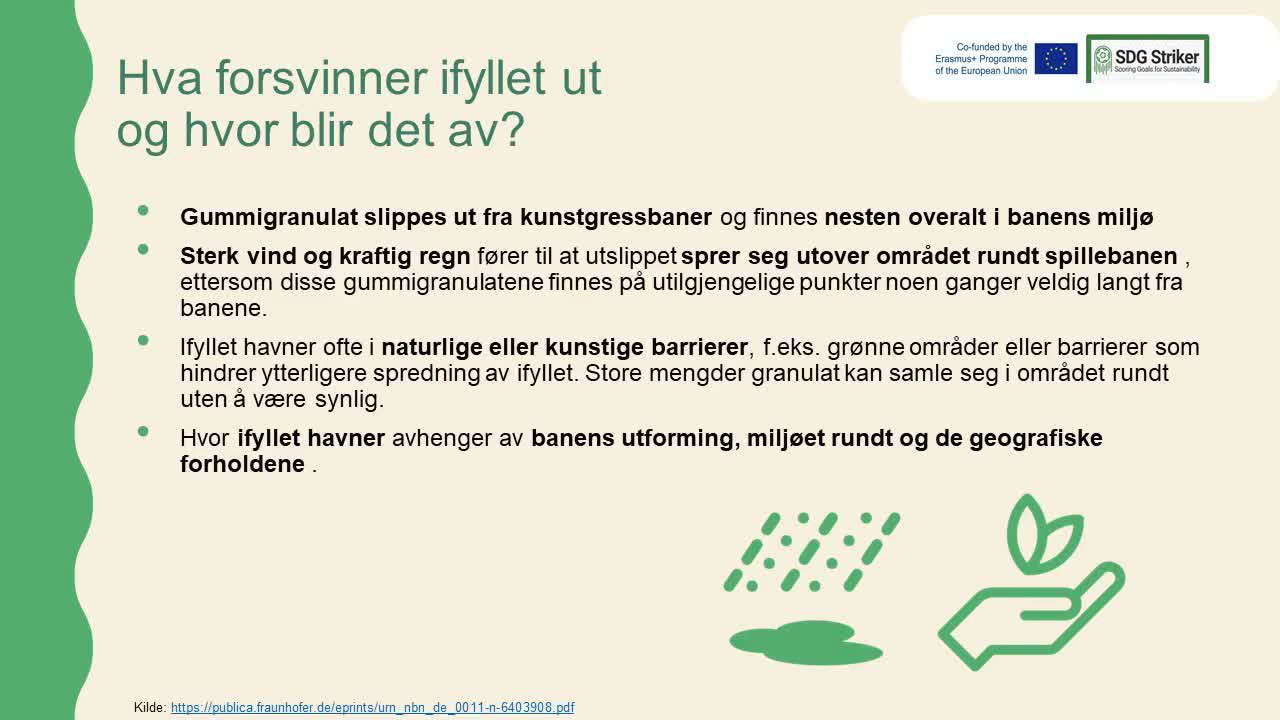 Hva forsvinner ifyllet ut
og hvor blir det av?
Co-funded by the
Erasmus+ Programme
of the European Union
SDG Striker
Scoring Goals for Sustainability
• Gummigranulat slippes ut fra kunstgressbaner og finnes nesten overalt i banens miljø
• Sterk vind og kraftig regn fører til at utslippet sprer seg utover området rundt spillebanen ,
ettersom disse gummigranulatene finnes på utilgjengelige punkter noen ganger veldig langt fra
banene.
• Ifyllet havner ofte i naturlige eller kunstige barrierer, f.eks. grønne områder eller barrierer som
hindrer ytterligere spredning av ifyllet. Store mengder granulat kan samle seg i området rundt
uten å være synlig.
• Hvor ifyllet havner avhenger av banens utforming, miljøet rundt og de geografiske
forholdene .
Kilde: https://publica.fraunhofer.de/eprints/urn_nbn_de_0011-n-6403908.pdf